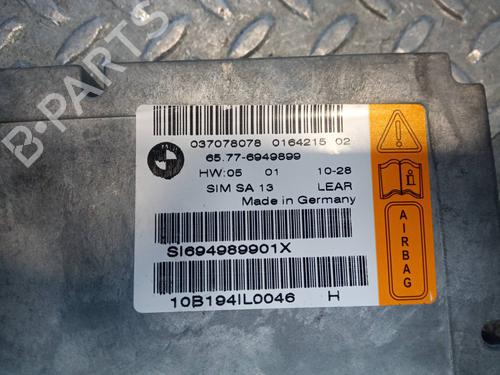 B-PARTS
037078078 0164215 02
65.77-6949899
HW:05 01 10-28
SIM SA 13 LEAR
Made in Germany
SI694989901X
10B194IL0046 H
AIRBAG